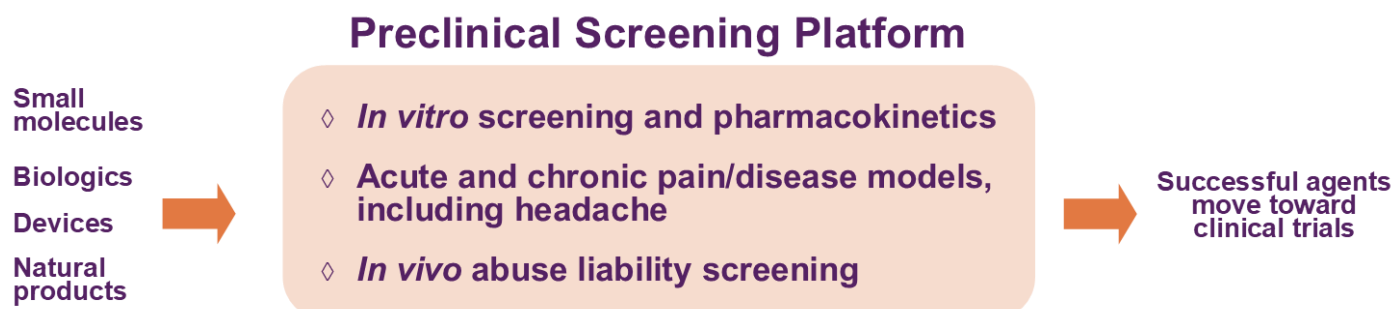 Preclinical Screening Platform
Small
molecules
Biologics
Devices
Natural
products
◊ In vitro screening and pharmacokinetics
◊ Acute and chronic pain/disease models,
including headache
◊ In vivo abuse liability screening
Successful agents
move toward
clinical trials